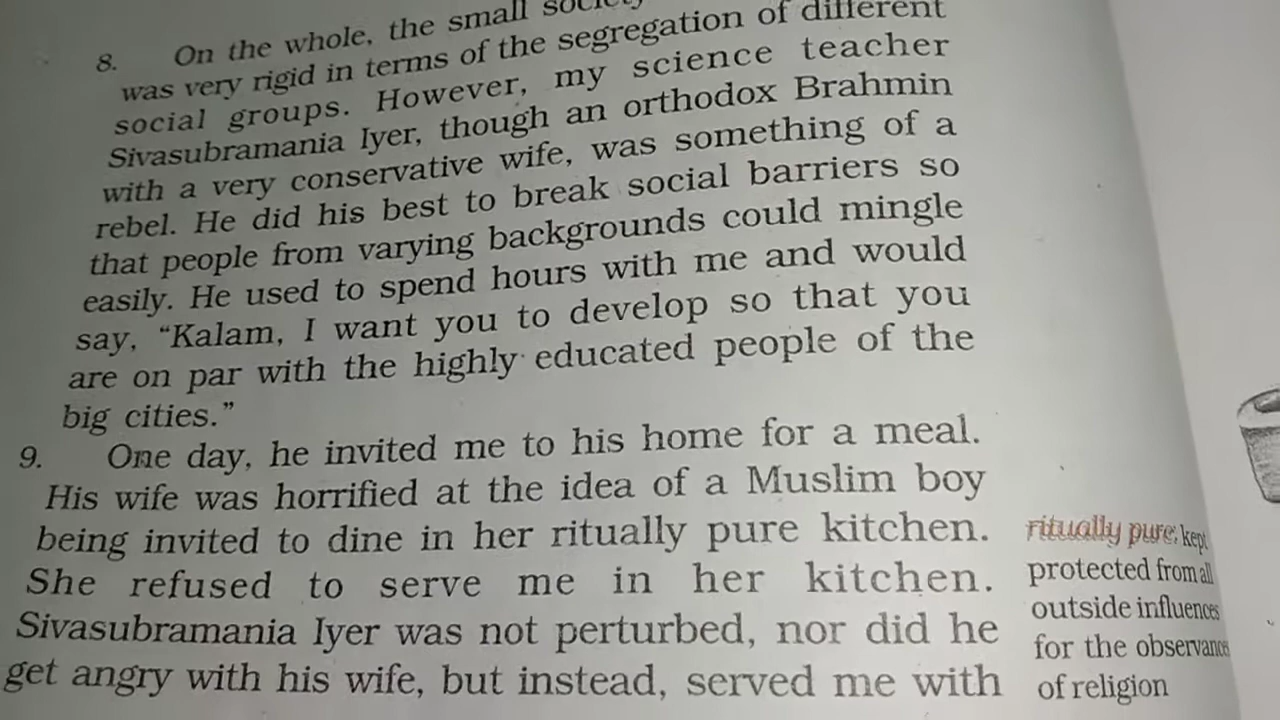 8. On the whole, the small
was very rigid in terms of the segregation of different
social groups. However, my science teacher
Sivasubramania Iyer, though an orthodox Brahmin
with a very conservative wife, was something of a
rebel. He did his best to break social barriers so
that people from varying backgrounds could mingle
easily. He used to spend hours with me and would
say, “Kalam, I want you to develop so that you
are on par with the highly educated people of the
big cities.”
9. One day, he invited me to his home for a meal.
His wife was horrified at the idea of a Muslim boy
being invited to dine in her ritually pure kitchen.
She refused to serve me in her kitchen.
Sivasubramania Iyer was not perturbed, nor did he
get angry with his wife, but instead, served me with
ritually pure: kept
protected from all
outside influences
for the observance
of religion